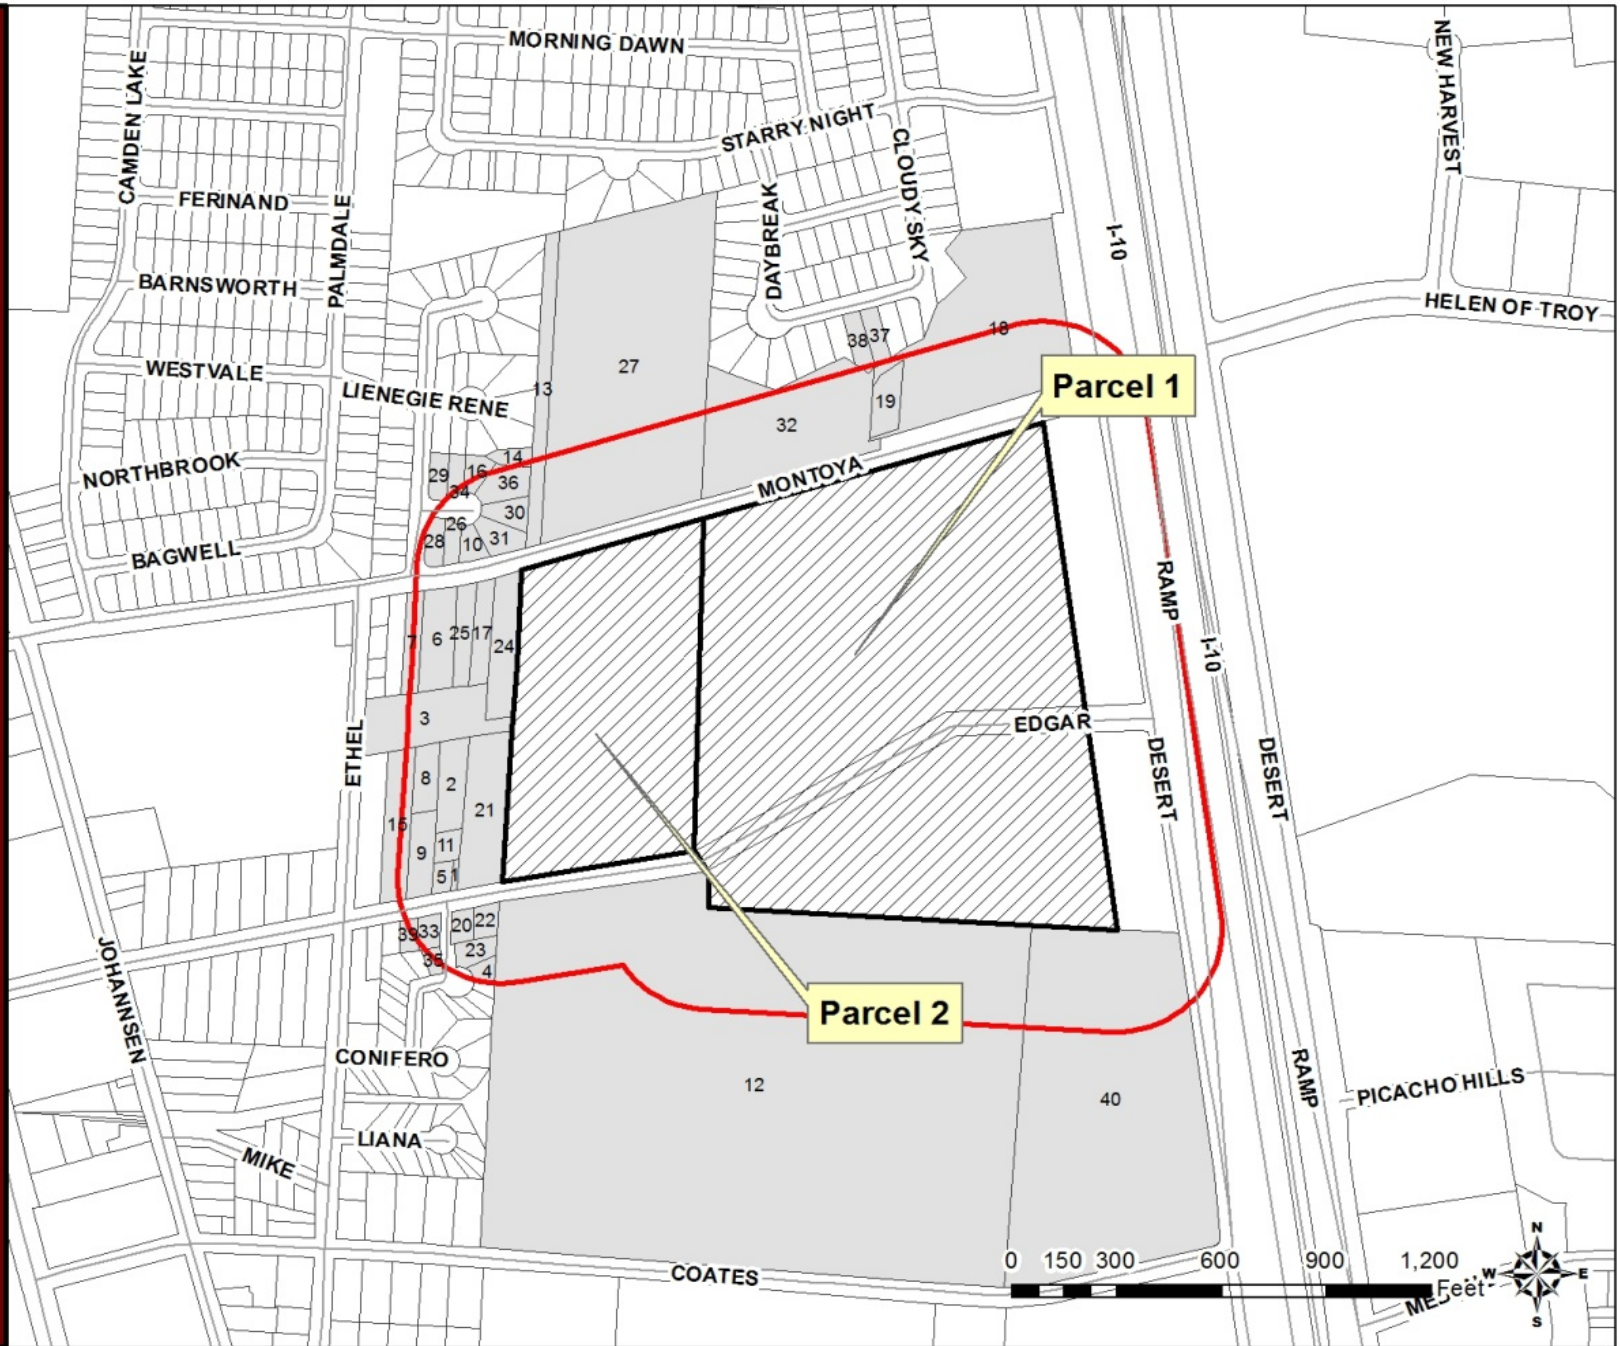 MORNING DAWN
NEW HARVEST
CAMDEN LAKE
STARRY NIGHT
CLOUDY SKY
FERINAND
PALMDALE
DAYBREAK
I-10
BARNSWORTH
HELEN OF TROY
18
38
37
WESTVALE
27
13
Parcel 1
LIENEGIE RENE
19
32
NORTHBROOK
14
29
16
36
MONTOYA
34
30
26
28
10
31
BAGWELL
RAMP
7
6
25
17
24
I-10
3
EDGAR
ETHEL
DESERT
DESERT
8
2
21
15
9
11
5
1
39
33
20
22
35
23
4
JOHANNSEN
Parcel 2
CONIFERO
12
40
RAMP
PICACHO HILLS
LIANA
MIKE
N
W
E
S
COATES
0 150 300 600 900 1,200
Feet